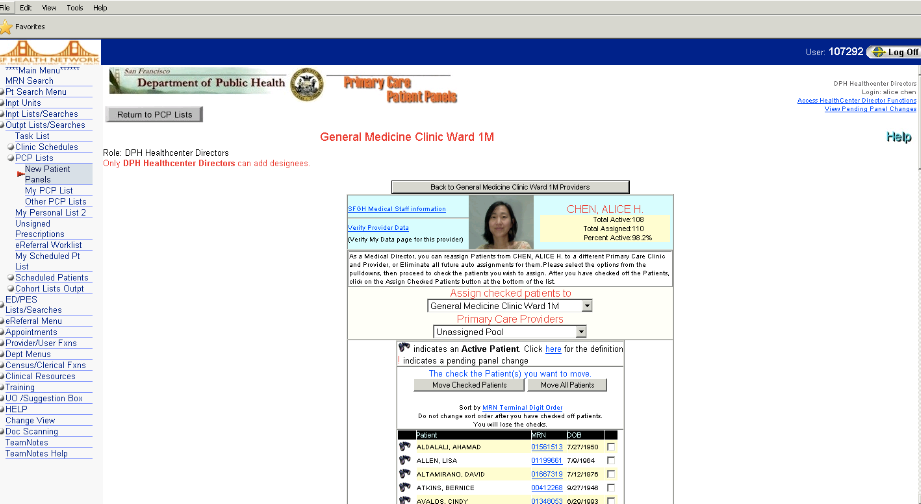 File Edit View Tools Help
Favorites
SF HEALTH NETWORK
User: 107292 Log Off
****Main Menu******
MRN Search
Pt Search Menu
Inpt Units
Inpt Lists/Searches
Outpt Lists/Searches
Task List
Clinic Schedules
PCP Lists
New Patient
Panels
My PCP List
Other PCP Lists
My Personal List 2
Unsigned
Prescriptions
eReferral Worklist
My Scheduled Pt
List
Scheduled Patients
Cohort Lists Outpt
ED/PES
Lists/Searches
eReferral Menu
Appointments
Provider/User Fxns
Dept Menus
Census/Clerical Fxns
Clinical Resources
Training
UO /Suggestion Box
HELP
Change View
Doc Scanning
TeamNotes
TeamNotes Help
San Francisco
Department of Public Health
Primary Care
Patient Panels
DPH Healthcenter Directors
Login: alice chen
Access HealthCenter Director Functions
View Pending Panel Changes
Return to PCP Lists
General Medicine Clinic Ward 1M
Help
Role: DPH Healthcenter Directors
Only DPH Healthcenter Directors can add designees.
Back to General Medicine Clinic Ward 1M Providers
SFGH Medical Staff information
Verify Provider Data
(Verify My Data page for this provider)
CHEN, ALICE H.
Total Active:108
Total Assigned:110
Percent Active:98.2%
As a Medical Director, you can reassign Patients from CHEN, ALICE H. to a different Primary Care Clinic
and Provider, or Eliminate all future auto assignments for them.Please select the options from the
pulldowns, then proceed to check the patients you wish to assign. After you have checked off the Patients,
click on the Assign Checked Patients button at the bottom of the list.
Assign checked patients to
General Medicine Clinic Ward 1M
Primary Care Providers
Unassigned Pool
indicates an Active Patient. Click here for the definition
! indicates a pending panel change
The check the Patient(s) you want to move.
Move Checked Patients Move All Patients
Sort by MRN Terminal Digit Order
Do not change sort order after you have checked off patients.
You will lose the checks.
Patient MRN DOB
ALDALALI, AHAMAD 01561513 7/27/1950
ALLEN, LISA 01199661 7/9/1964
ALTAMIRANO, DAVID 01667319 7/12/1975
ATKINS, BERNICE 00412268 9/27/1946
AVALOS, CINDY 01348053 6/29/1993